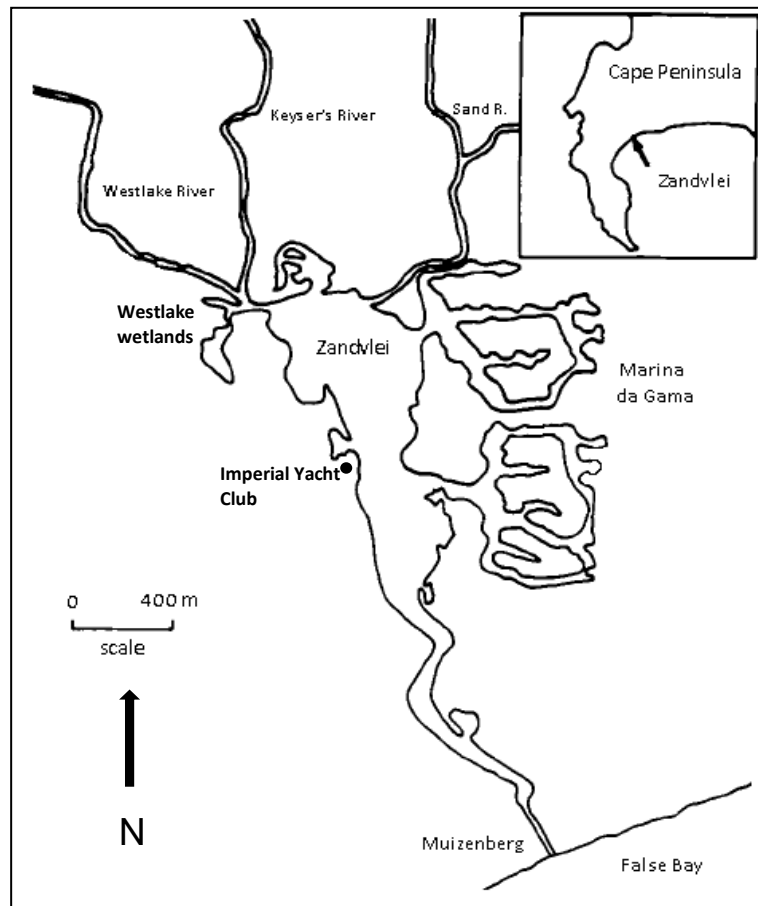 Cape Peninsula
Zandvlei
Sand R.
Keyser's River
Westlake River
Westlake
wetlands
Zandvlei
Marina
da Gama
Imperial Yacht
Club
0 400 m
scale
N
Muizenberg
False Bay